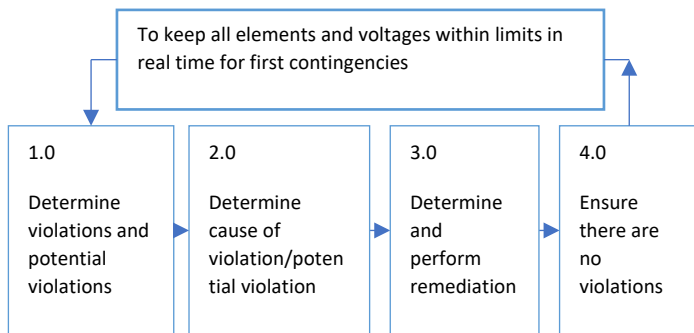 To keep all elements and voltages within limits in
real time for first contingencies
1.0
Determine
violations and
potential
violations
2.0
Determine
cause of
violation/poten
tial violation
3.0
Determine
and
perform
remediation
4.0
Ensure
there are
no
violations